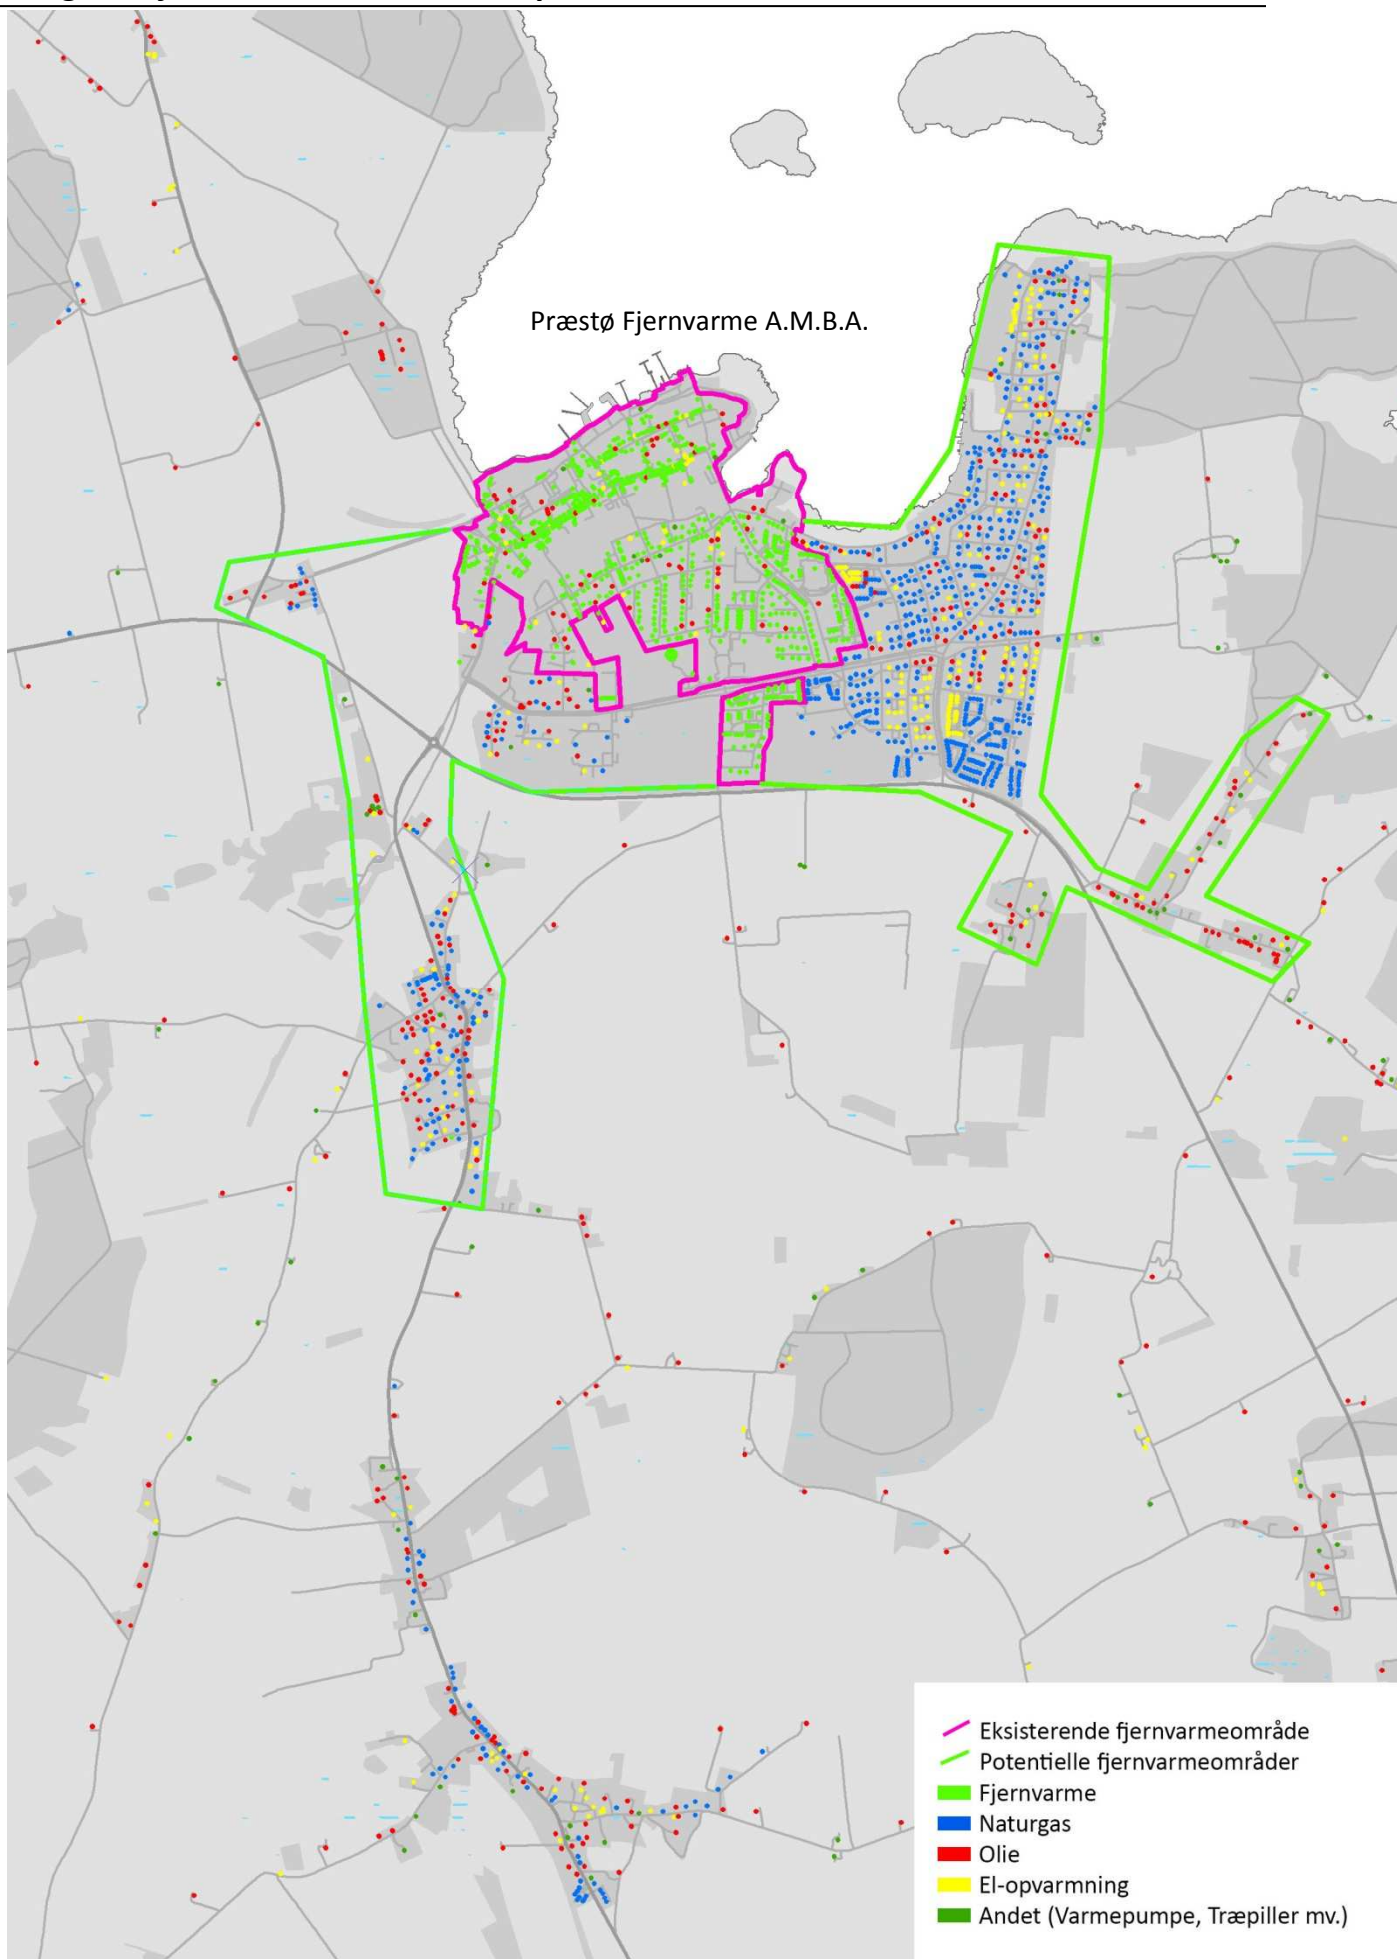 Præstø Fjernvarme A.M.B.A.
Eksisterende fjernvarmeområde
Potentielle fjernvarmeområder
Fjernvarme
Naturgas
Olie
El-opvarmning
Andet (Varmepumpe, Træpiller mv.)